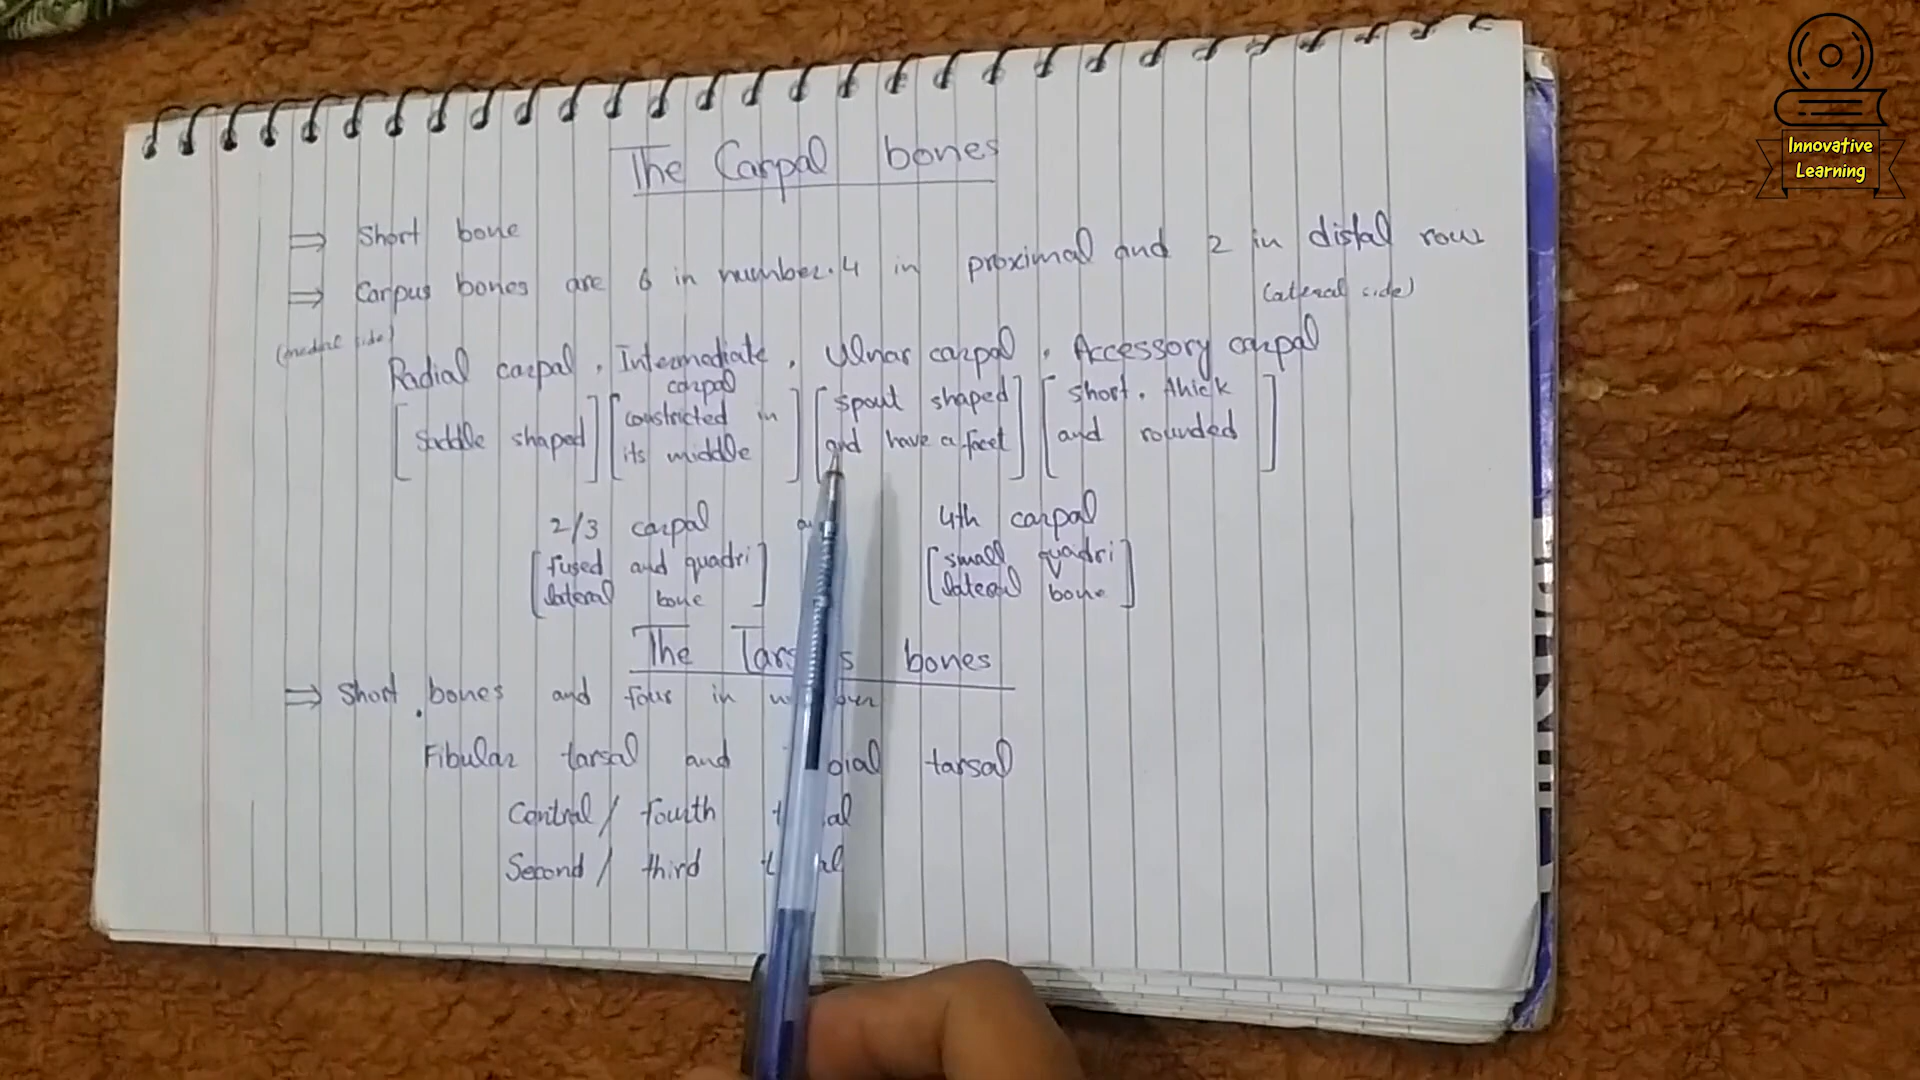 The Carpal bones
⇒ Short bone
⇒ Carpus bones are 6 in number. 4 in proximal and 2 in distal row
(medial side)
(lateral side)
Radial carpal, Intermediate carpal, Ulnar carpal, Accessory carpal
[Saddle shaped] [constricted in its middle] [spout shaped and have a facet] [short, thick and rounded]
2/3 carpal 4th carpal
[fused and quadri lateral bone] [small quadri lateral bone]
The bones
⇒ Short bones and four in
Fibular tarsal and tarsal
Central / fourth
Second / third
Innovative
Learning